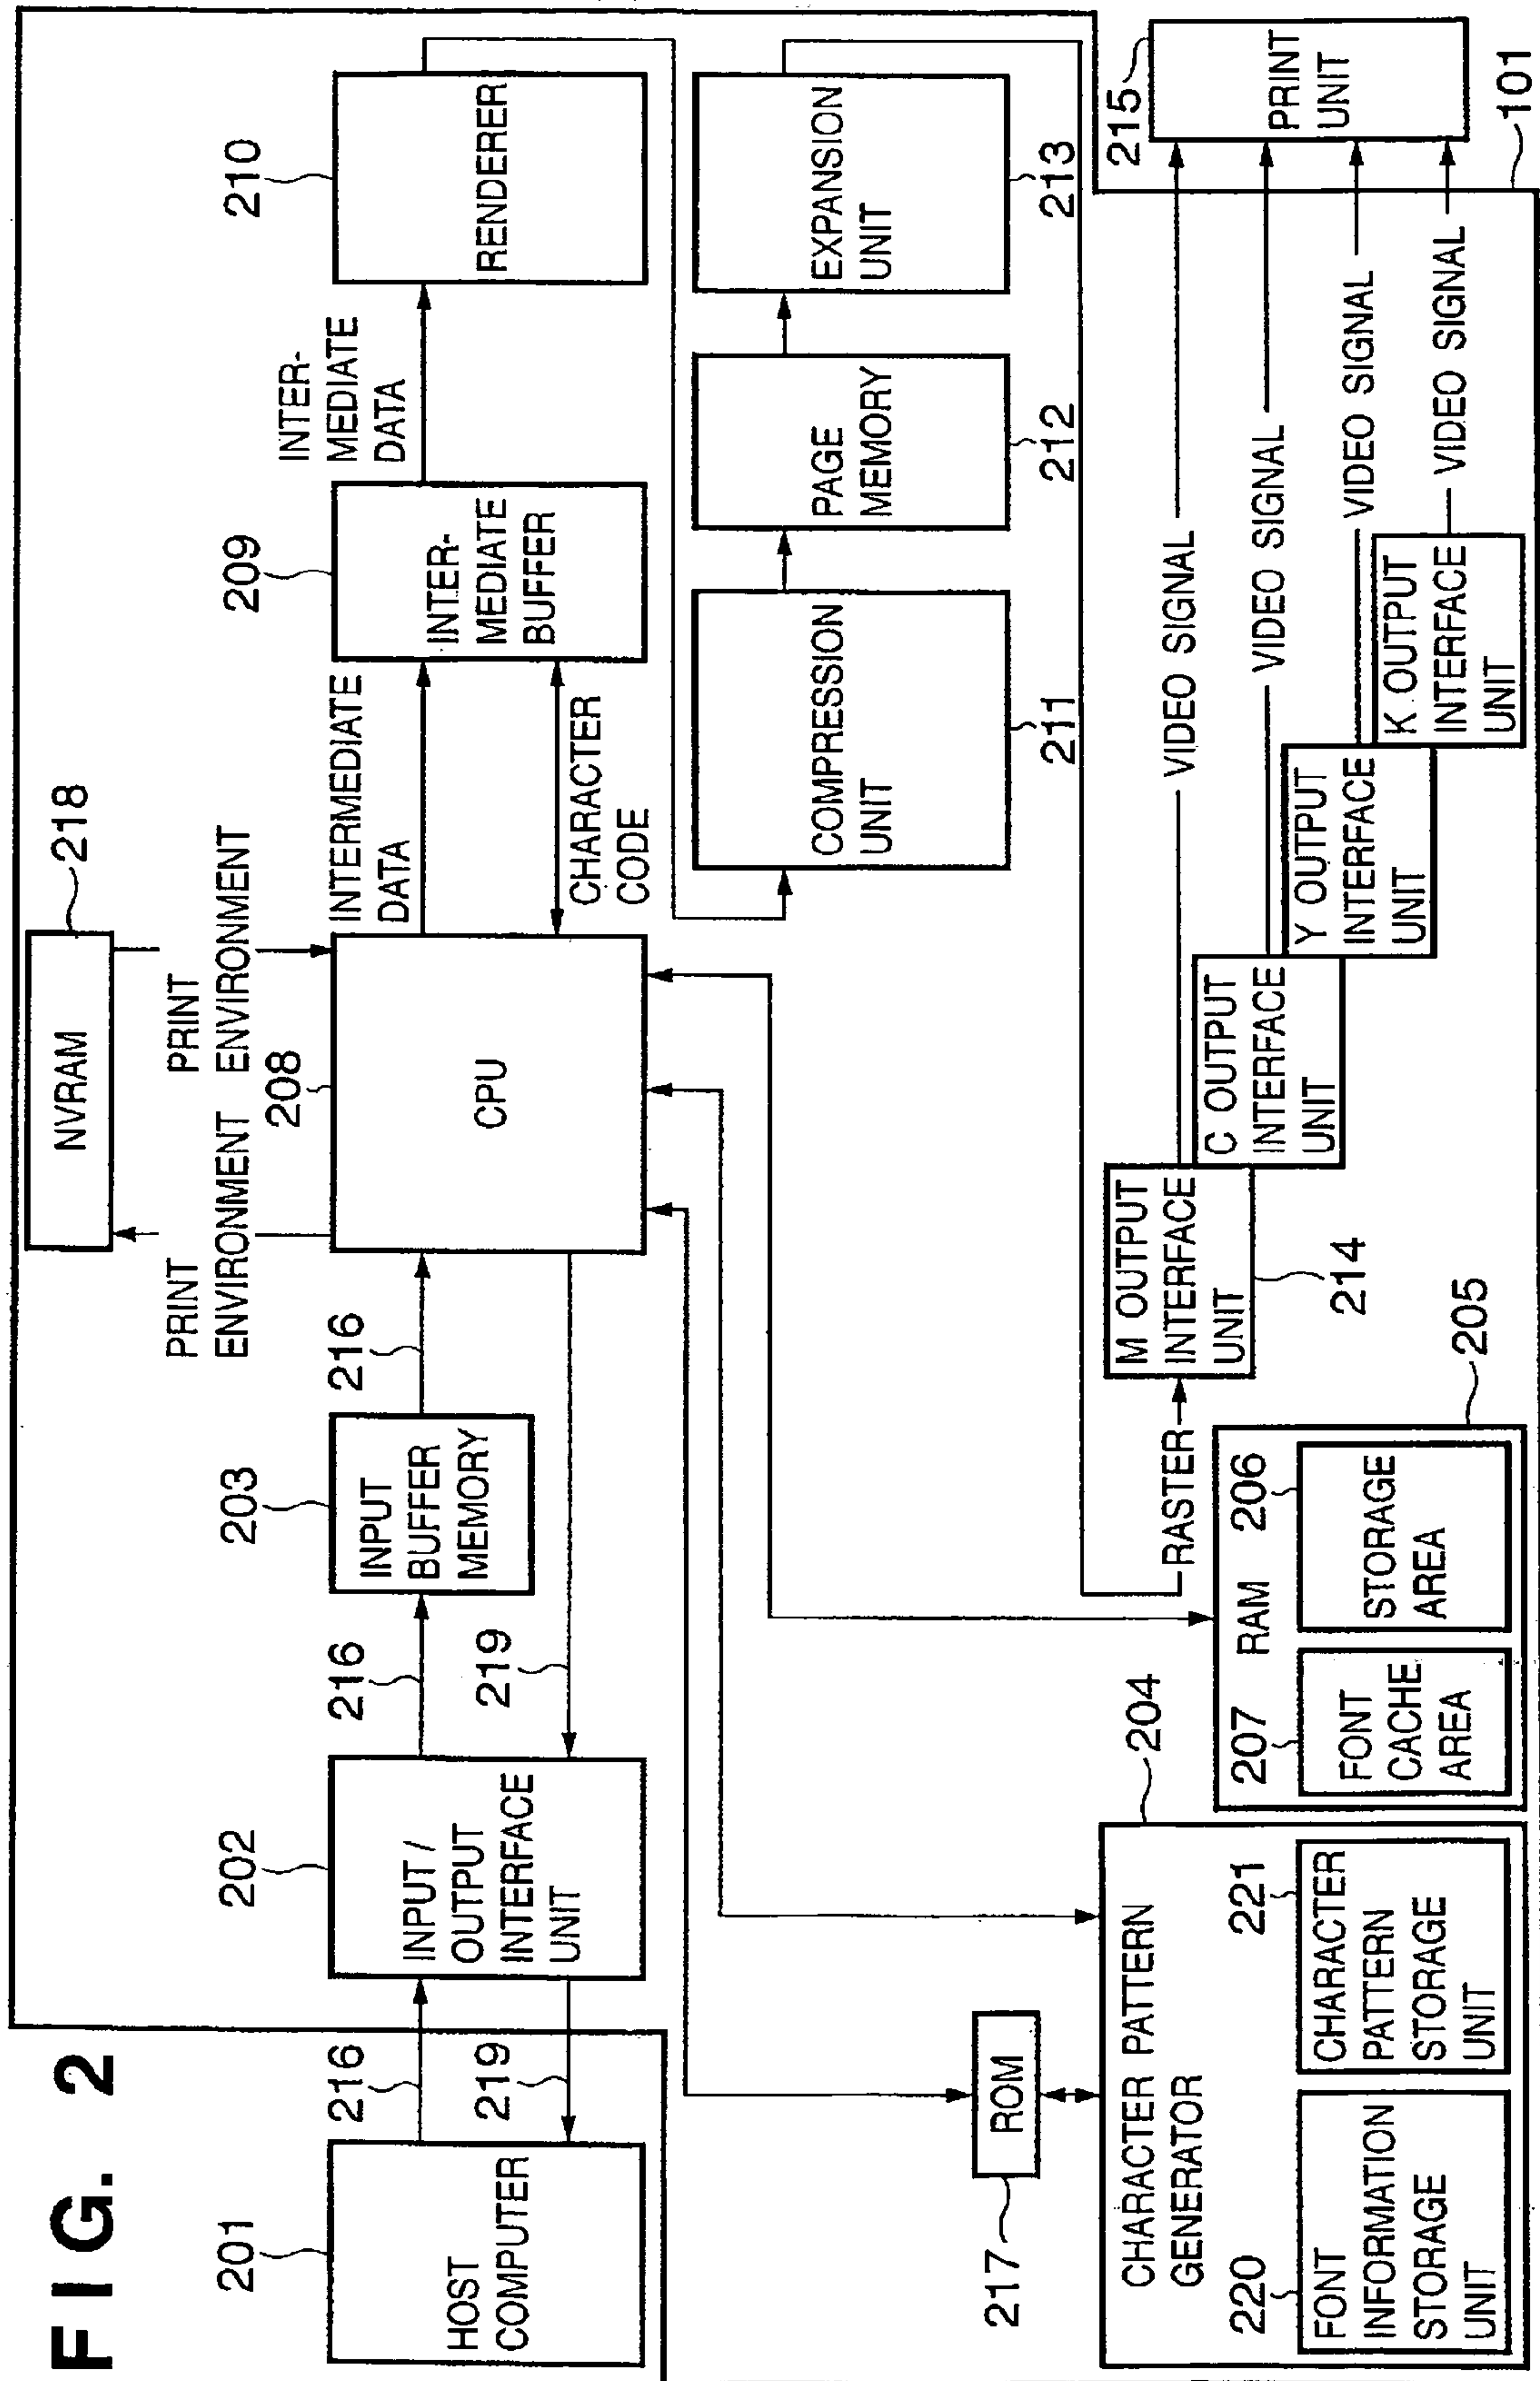 FIG. 2
201
HOST
COMPUTER
216
219
202
INPUT/
OUTPUT
INTERFACE
UNIT
216
219
203
INPUT
BUFFER
MEMORY
216
NVRAM
218
PRINT
ENVIRONMENT
PRINT
ENVIRONMENT
208
CPU
INTERMEDIATE
DATA
CHARACTER
CODE
209
INTER-
MEDIATE
BUFFER
INTER-
MEDIATE
DATA
210
RENDERER
COMPRESSION
UNIT
211
PAGE
MEMORY
212
EXPANSION
UNIT
213
217
ROM
204
CHARACTER PATTERN
GENERATOR
220
FONT
INFORMATION
STORAGE
UNIT
221
CHARACTER
PATTERN
STORAGE
UNIT
205
RAM
207
FONT
CACHE
AREA
206
STORAGE
AREA
RASTER
M OUTPUT
INTERFACE
UNIT
214
C OUTPUT
INTERFACE
UNIT
Y OUTPUT
INTERFACE
UNIT
K OUTPUT
INTERFACE
UNIT
VIDEO SIGNAL
VIDEO SIGNAL
VIDEO SIGNAL
VIDEO SIGNAL
215
PRINT
UNIT
101